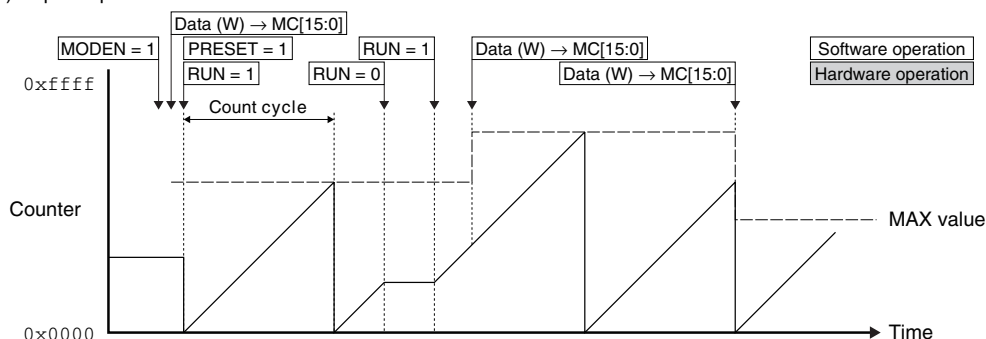 Data (W) → MC[15:0]
MODEN = 1
PRESET = 1
RUN = 1
Data (W) → MC[15:0]
Software operation
RUN = 1
RUN = 0
Data (W) → MC[15:0]
Hardware operation
0xffff
Count cycle
Counter
MAX value
0x0000
Time